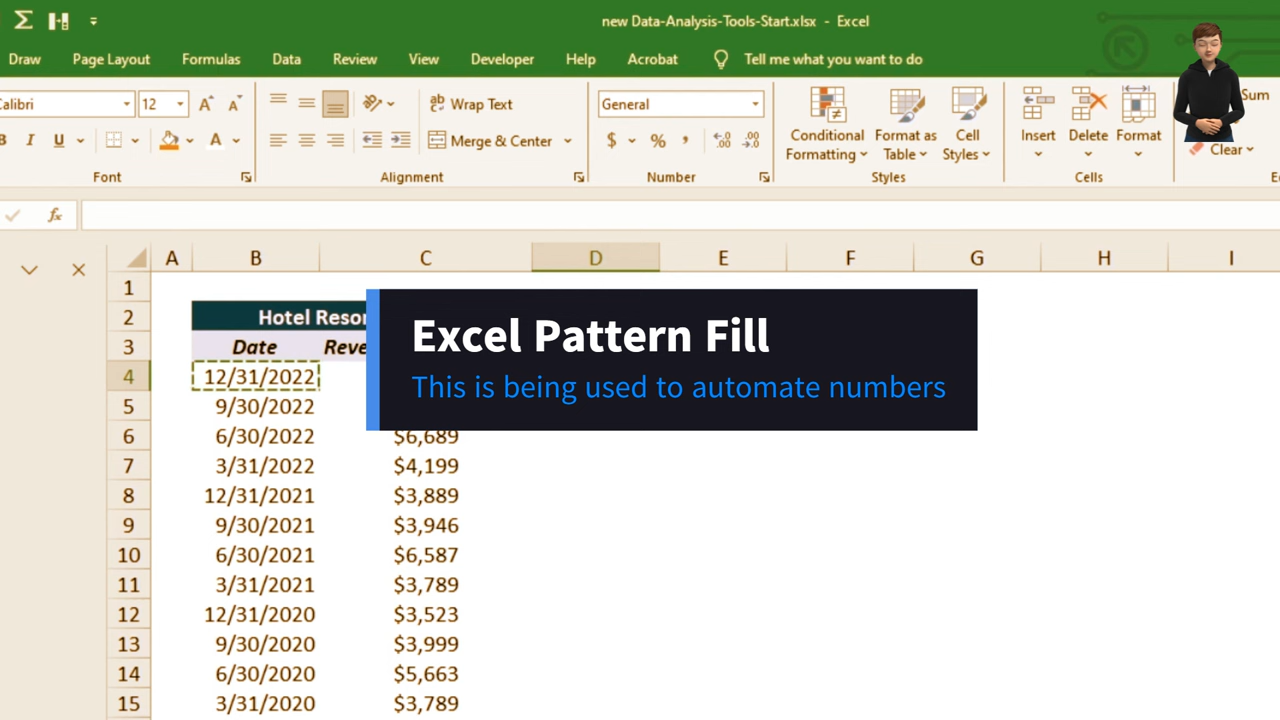 new Data-Analysis-Tools-Start.xlsx - Excel
Draw Page Layout Formulas Data Review View Developer Help Acrobat Tell me what you want to do
Calibri 12 A A ab Wrap Text General Conditional Formatting Format as Table Cell Styles Insert Delete Format Sum
B I U A Merge & Center $ % , Clear
Font Alignment Number Styles Cells
fx
A B C D E F G H I
1
2 Hotel Resor
3 Date Reve
Excel Pattern Fill
This is being used to automate numbers
4 12/31/2022
5 9/30/2022
6 6/30/2022 $6,689
7 3/31/2022 $4,199
8 12/31/2021 $3,889
9 9/30/2021 $3,946
10 6/30/2021 $6,587
11 3/31/2021 $3,789
12 12/31/2020 $3,523
13 9/30/2020 $3,999
14 6/30/2020 $5,663
15 3/31/2020 $3,789